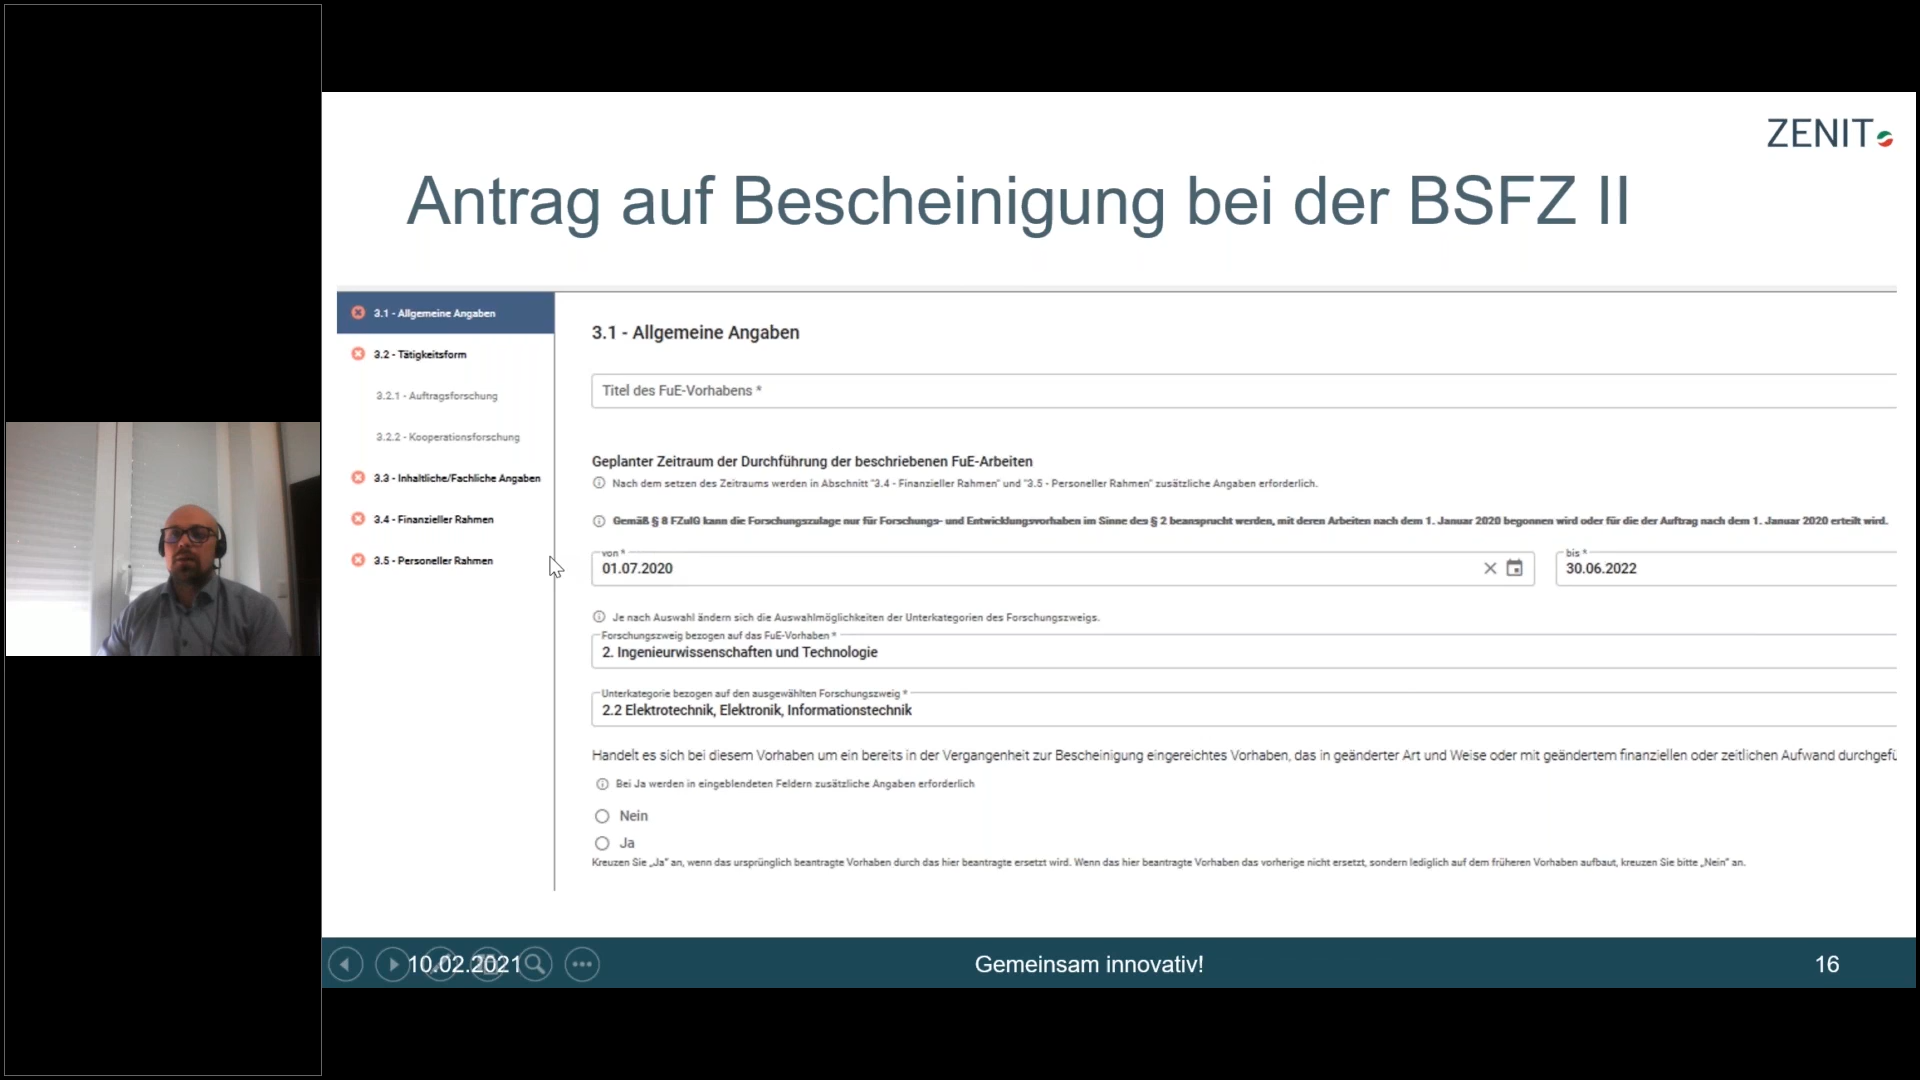 ZENIT
Antrag auf Bescheinigung bei der BSFZ II
3.1 - Allgemeine Angaben
3.2 - Tätigkeitsform
3.2.1 - Auftragsforschung
3.2.2 - Kooperationsforschung
3.3 - Inhaltliche/Fachliche Angaben
3.4 - Finanzieller Rahmen
3.5 - Personeller Rahmen
3.1 - Allgemeine Angaben
Titel des FuE-Vorhabens *
Geplanter Zeitraum der Durchführung der beschriebenen FuE-Arbeiten
Nach dem setzen des Zeitraums werden in Abschnitt "3.4 - Finanzieller Rahmen" und "3.5 - Personeller Rahmen" zusätzliche Angaben erforderlich.
Gemäß § 8 FZulG kann die Forschungszulage nur für Forschungs- und Entwicklungsvorhaben im Sinne des § 2 beansprucht werden, mit deren Arbeiten nach dem 1. Januar 2020 begonnen wird oder für die der Auftrag nach dem 1. Januar 2020 erteilt wird.
von * bis *
01.07.2020 30.06.2022
Je nach Auswahl ändern sich die Auswahlmöglichkeiten der Unterkategorien des Forschungszweigs.
Forschungszweig bezogen auf das FuE-Vorhaben *
2. Ingenieurwissenschaften und Technologie
Unterkategorie bezogen auf den ausgewählten Forschungszweig *
2.2 Elektrotechnik, Elektronik, Informationstechnik
Handelt es sich bei diesem Vorhaben um ein bereits in der Vergangenheit zur Bescheinigung eingereichtes Vorhaben, das in geänderter Art und Weise oder mit geändertem finanziellen oder zeitlichen Aufwand durchgefü
Bei Ja werden in eingeblendeten Feldern zusätzliche Angaben erforderlich
Nein
Ja
Kreuzen Sie „Ja" an, wenn das ursprünglich beantragte Vorhaben durch das hier beantragte ersetzt wird. Wenn das hier beantragte Vorhaben das vorherige nicht ersetzt, sondern lediglich auf dem früheren Vorhaben aufbaut, kreuzen Sie bitte „Nein" an.
10.02.2021 Gemeinsam innovativ! 16